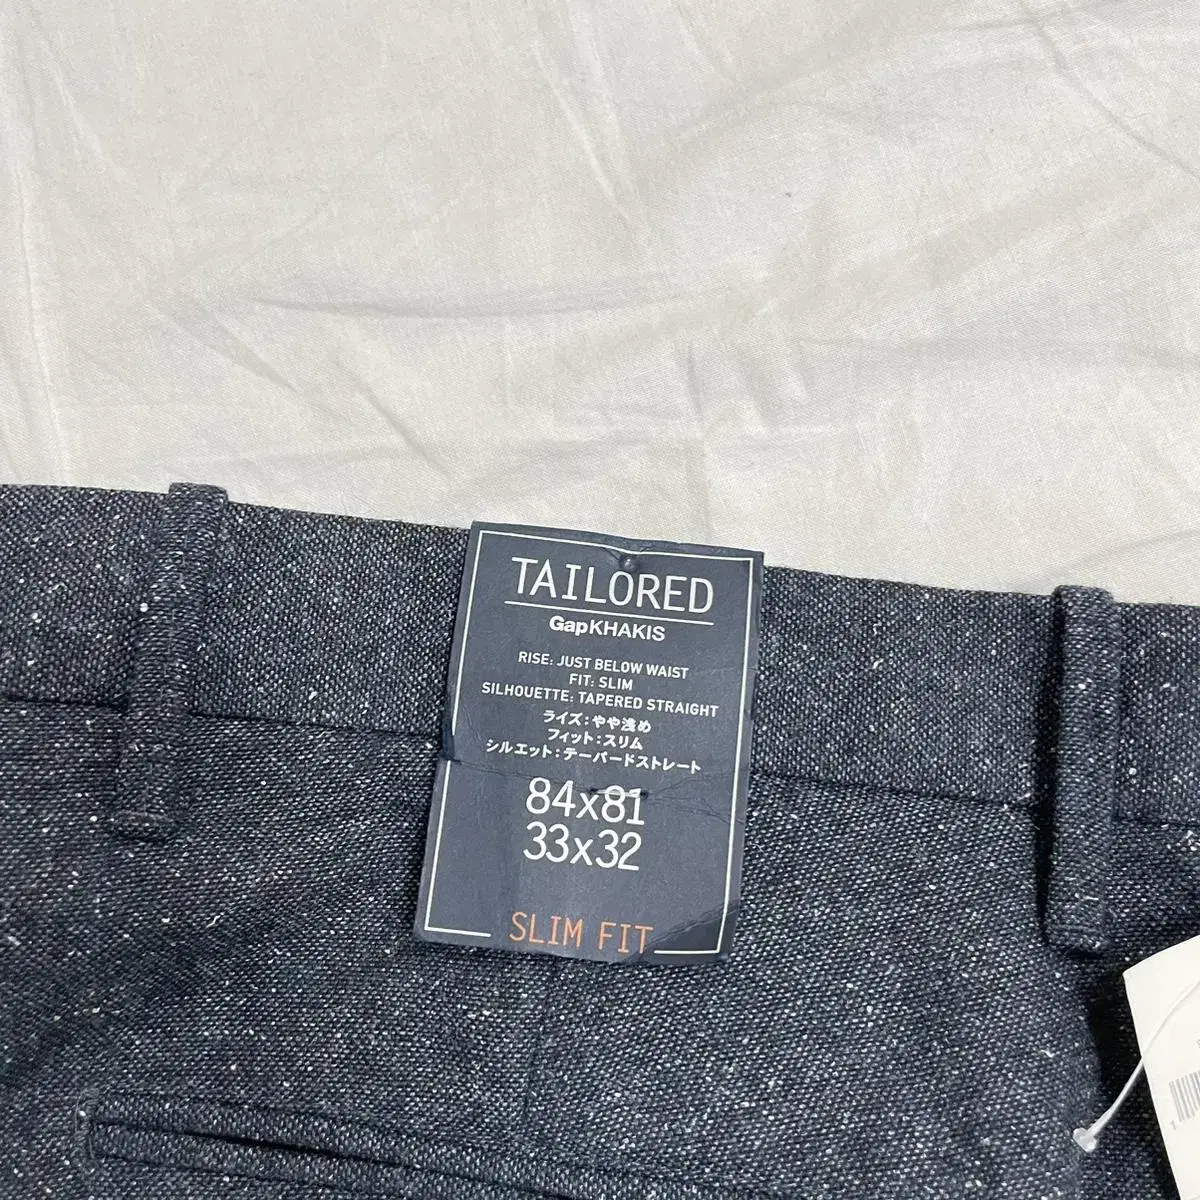 TAILORED
GapKHAKIS
RISE: JUST BELOW WAIST
FIT: SLIM
SILHOUETTE: TAPERED STRAIGHT
ライズ:やや浅め
フィット:スリム
シルエット:テーパードストレート
84x81
33x32
SLIM FIT